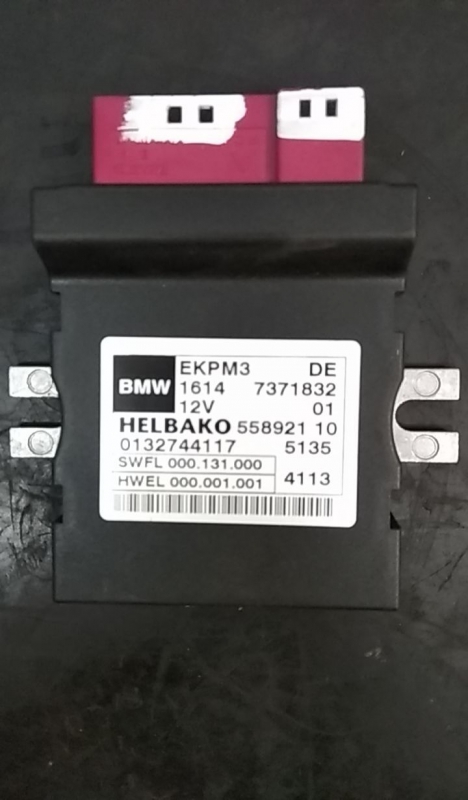 BMW
EKPM3 DE
1614 7371832
12V 01
HELBAKO 558921 10
0132744117 5135
SWFL 000.131.000
HWEL 000.001.001 4113